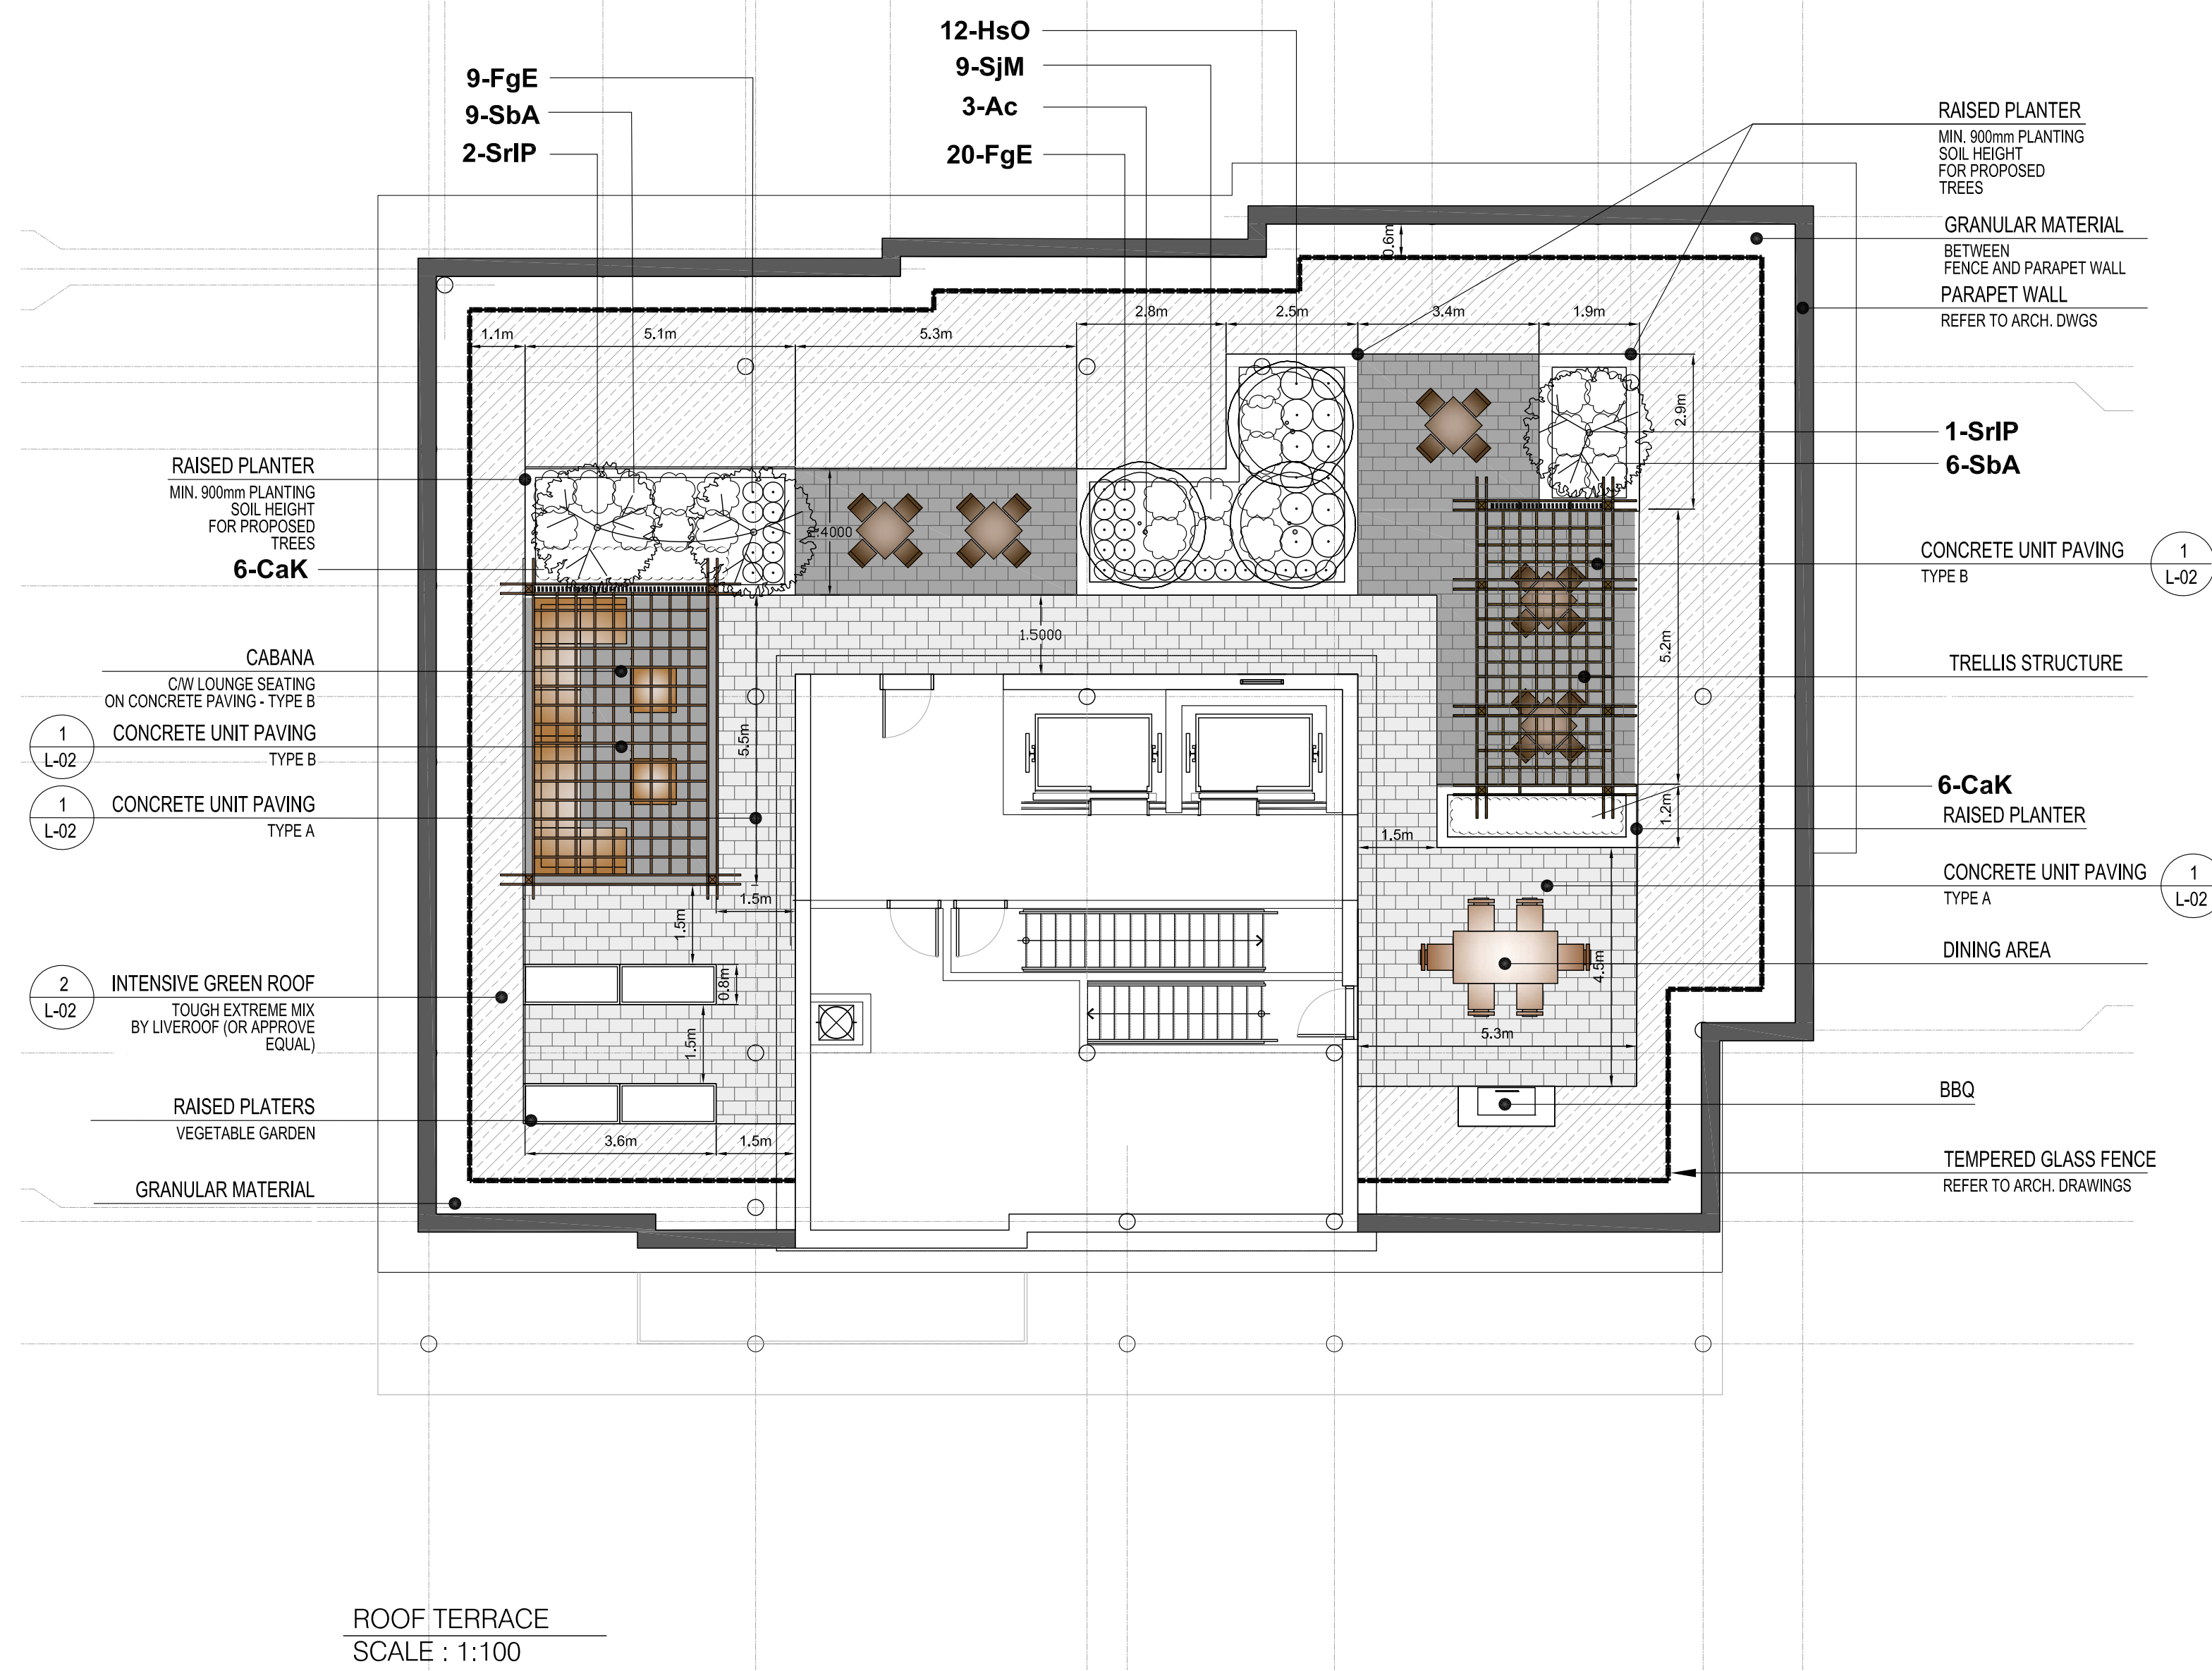 12-HsO
9-SjM
3-Ac
20-FgE
9-FgE
9-SbA
2-SrIP
RAISED PLANTER
MIN. 900mm PLANTING
SOIL HEIGHT
FOR PROPOSED
TREES
GRANULAR MATERIAL
BETWEEN
FENCE AND PARAPET WALL
PARAPET WALL
REFER TO ARCH. DWGS
0.6m
1.1m
5.1m
5.3m
2.8m
2.5m
3.4m
1.9m
2.9m
1-SrIP
6-SbA
RAISED PLANTER
MIN. 900mm PLANTING
SOIL HEIGHT
FOR PROPOSED
TREES
6-CaK
1.4000
1.5000
CONCRETE UNIT PAVING
TYPE B
1
L-02
5.2m
TRELLIS STRUCTURE
CABANA
C/W LOUNGE SEATING
ON CONCRETE PAVING - TYPE B
1
L-02
CONCRETE UNIT PAVING
TYPE B
5.5m
1
L-02
CONCRETE UNIT PAVING
TYPE A
6-CaK
RAISED PLANTER
1.2m
1.5m
CONCRETE UNIT PAVING
TYPE A
1
L-02
1.5m
1.5m
DINING AREA
4.5m
5.3m
2
L-02
INTENSIVE GREEN ROOF
TOUGH EXTREME MIX
BY LIVEROOF (OR APPROVE
EQUAL)
0.8m
1.5m
RAISED PLATERS
VEGETABLE GARDEN
3.6m
1.5m
BBQ
GRANULAR MATERIAL
TEMPERED GLASS FENCE
REFER TO ARCH. DRAWINGS
ROOF TERRACE
SCALE : 1:100